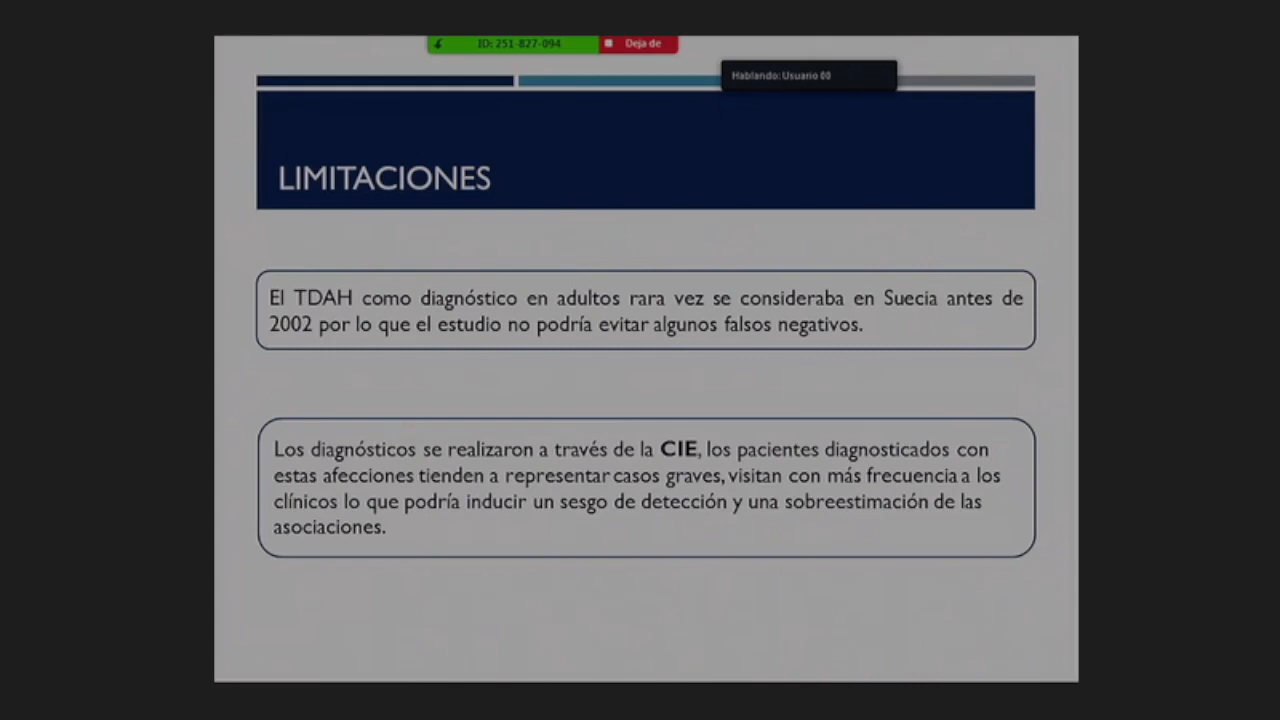 ID: 251-827-094
Deja de
Hablando: Usuario 00
LIMITACIONES
El TDAH como diagnóstico en adultos rara vez se consideraba en Suecia antes de
2002 por lo que el estudio no podría evitar algunos falsos negativos.
Los diagnósticos se realizaron a través de la CIE, los pacientes diagnosticados con
estas afecciones tienden a representar casos graves, visitan con más frecuencia a los
clínicos lo que podría inducir un sesgo de detección y una sobreestimación de las
asociaciones.